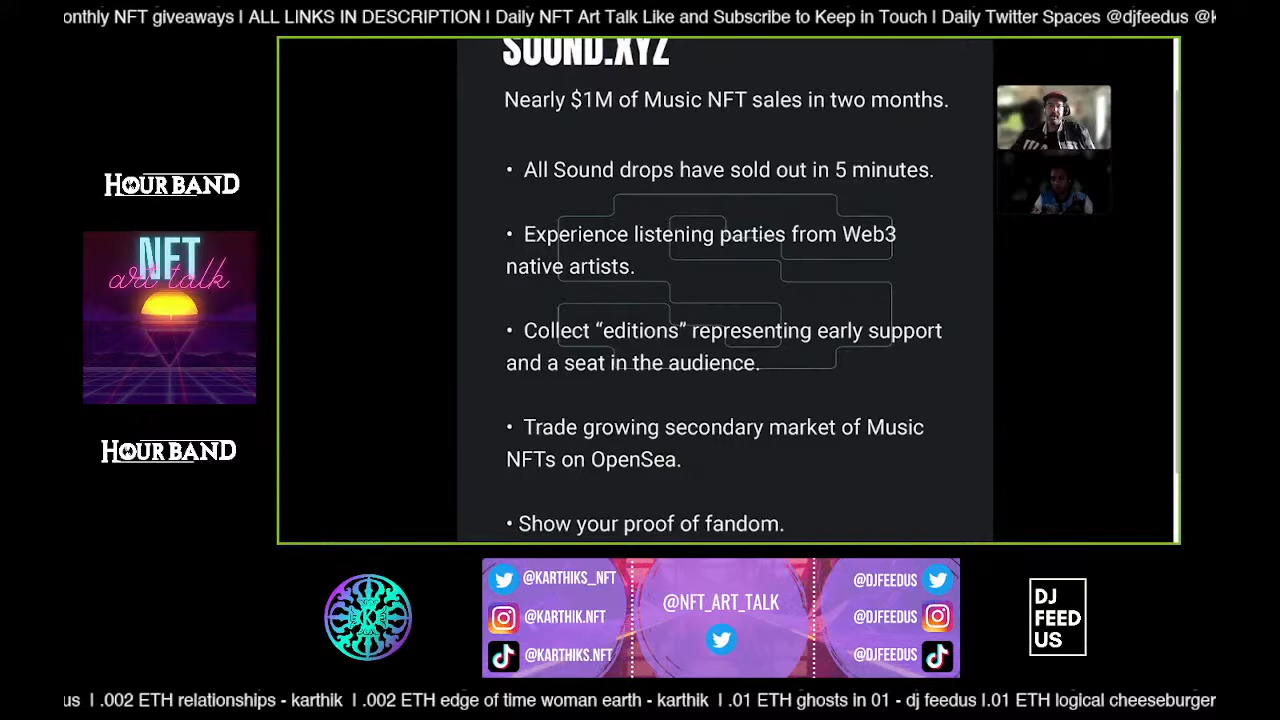 onthly NFT giveaways I ALL LINKS IN DESCRIPTION I Daily NFT Art Talk Like and Subscribe to Keep in Touch I Daily Twitter Spaces @djfeedus @k
SOUND.XYZ
Nearly $1M of Music NFT sales in two months.
• All Sound drops have sold out in 5 minutes.
• Experience listening parties from Web3
native artists.
• Collect “editions” representing early support
and a seat in the audience.
• Trade growing secondary market of Music
NFTs on OpenSea.
• Show your proof of fandom.
HOUR BAND
NFT
art talk
HOUR BAND
@KARTHIKS_NFT
@KARTHIK.NFT
@KARTHIKS.NFT
@NFT_ART_TALK
@DJFEEDUS
@DJFEEDUS
@DJFEEDUS
K
DJ
FEED
US
us I .002 ETH relationships - karthik I .002 ETH edge of time woman earth - karthik I .01 ETH ghosts in 01 - dj feedus I.01 ETH logical cheeseburger